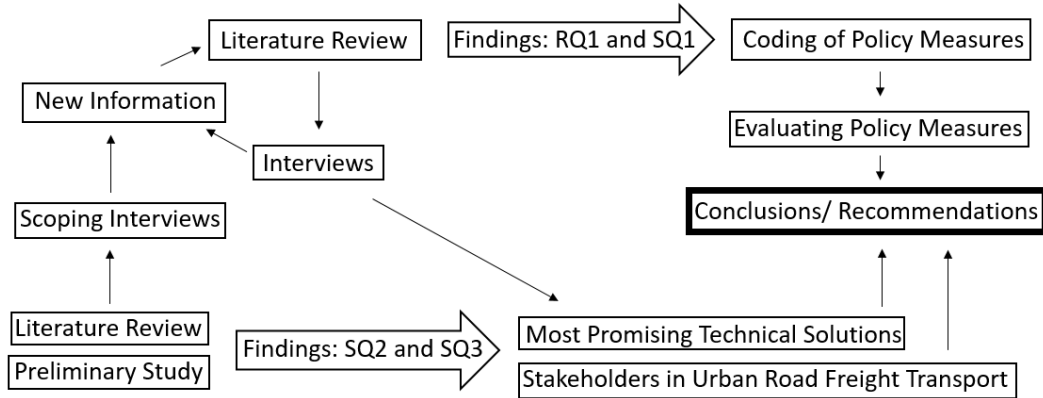 Literature Review
Findings: RQ1 and SQ1
Coding of Policy Measures
New Information
Evaluating Policy Measures
Interviews
Scoping Interviews
Conclusions/ Recommendations
Literature Review
Most Promising Technical Solutions
Findings: SQ2 and SQ3
Preliminary Study
Stakeholders in Urban Road Freight Transport